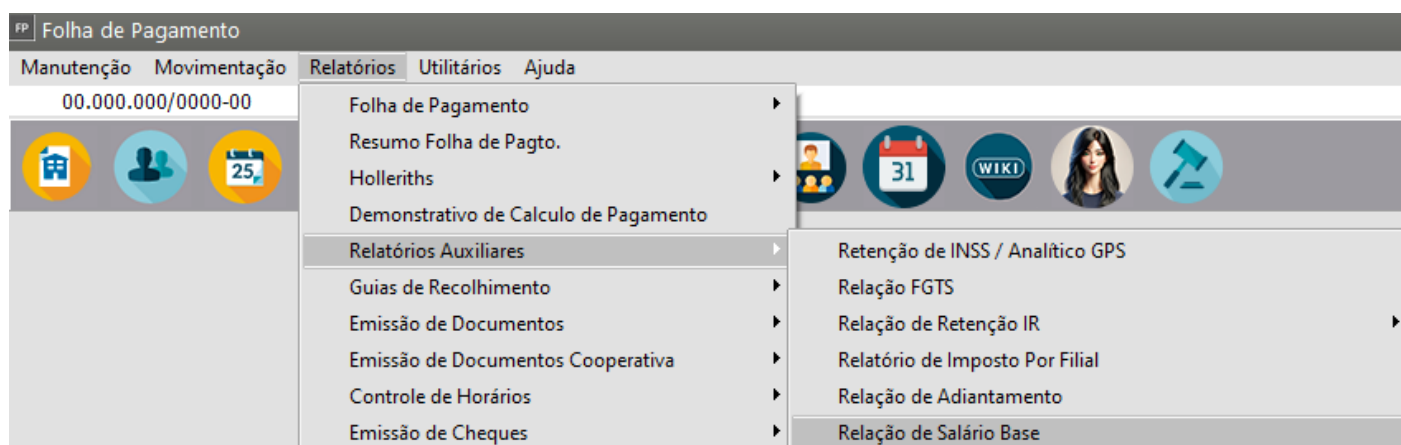 FP Folha de Pagamento
Manutenção Movimentação Relatórios Utilitários Ajuda
00.000.000/0000-00
25
31
WIKI
Folha de Pagamento
Resumo Folha de Pagto.
Holleriths
Demonstrativo de Calculo de Pagamento
Relatórios Auxiliares
Guias de Recolhimento
Emissão de Documentos
Emissão de Documentos Cooperativa
Controle de Horários
Emissão de Cheques
Retenção de INSS / Analítico GPS
Relação FGTS
Relação de Retenção IR
Relatório de Imposto Por Filial
Relação de Adiantamento
Relação de Salário Base